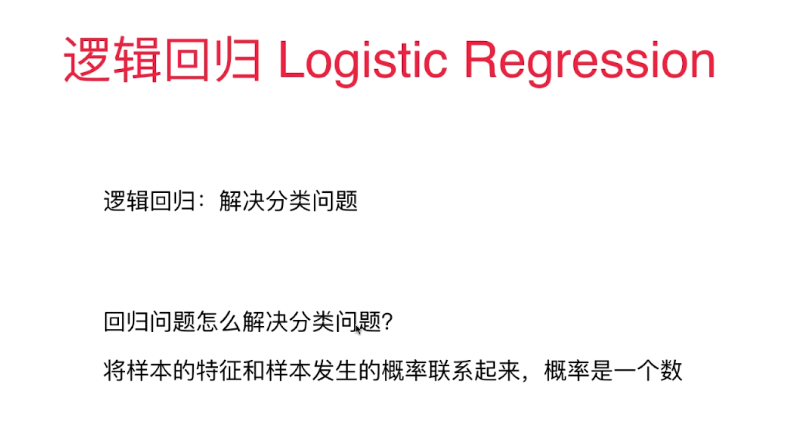 逻辑回归 Logistic Regression
逻辑回归：解决分类问题
回归问题怎么解决分类问题？
将样本的特征和样本发生的概率联系起来，概率是一个数